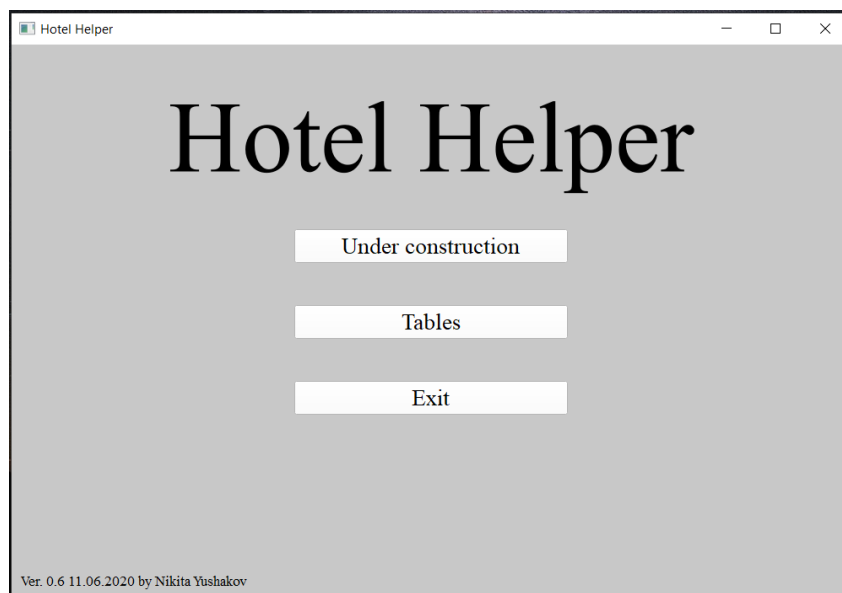 Hotel Helper
Hotel Helper
Under construction
Tables
Exit
Ver. 0.6 11.06.2020 by Nikita Yushakov